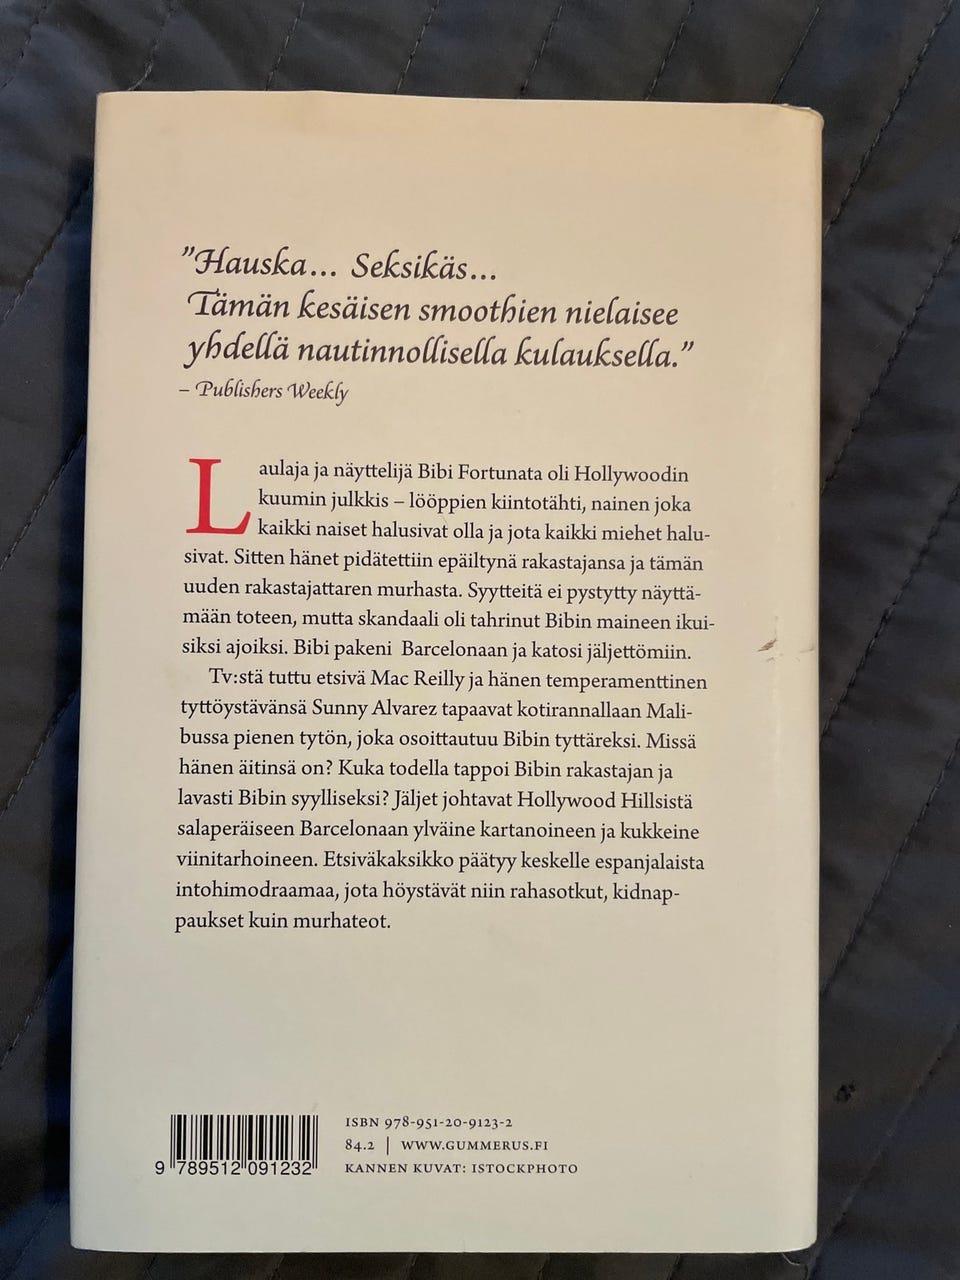 ”Hauska... Seksikäs...
Tämän kesäisen smoothien nielaisee
yhdellä nautinnollisella kulauksella.”
– Publishers Weekly
Laulaja ja näyttelijä Bibi Fortunata oli Hollywoodin
kuumin julkkis – lööppien kiintotähti, nainen joka
kaikki naiset halusivat olla ja jota kaikki miehet halu-
sivat. Sitten hänet pidätettiin epäiltynä rakastajansa ja tämän
uuden rakastajattaren murhasta. Syytteitä ei pystytty näyttä-
mään toteen, mutta skandaali oli tahrinut Bibin maineen ikui-
siksi ajoiksi. Bibi pakeni Barcelonaan ja katosi jäljettömiin.
Tv:stä tuttu etsivä Mac Reilly ja hänen temperamenttinen
tyttöystävänsä Sunny Alvarez tapaavat kotirannallaan Mali-
bussa pienen tytön, joka osoittautuu Bibin tyttäreksi. Missä
hänen äitinsä on? Kuka todella tappoi Bibin rakastajan ja
lavasti Bibin syylliseksi? Jäljet johtavat Hollywood Hillsistä
salaperäiseen Barcelonaan ylväine kartanoineen ja kukkeine
viinitarhoineen. Etsiväkaksikko päätyy keskelle espanjalaista
intohimodraamaa, jota höystävät niin rahasotkut, kidnap-
paukset kuin murhateot.
ISBN 978-951-20-9123-2
84.2 | WWW.GUMMERUS.FI
KANNEN KUVAT: ISTOCKPHOTO
9 789512 091232